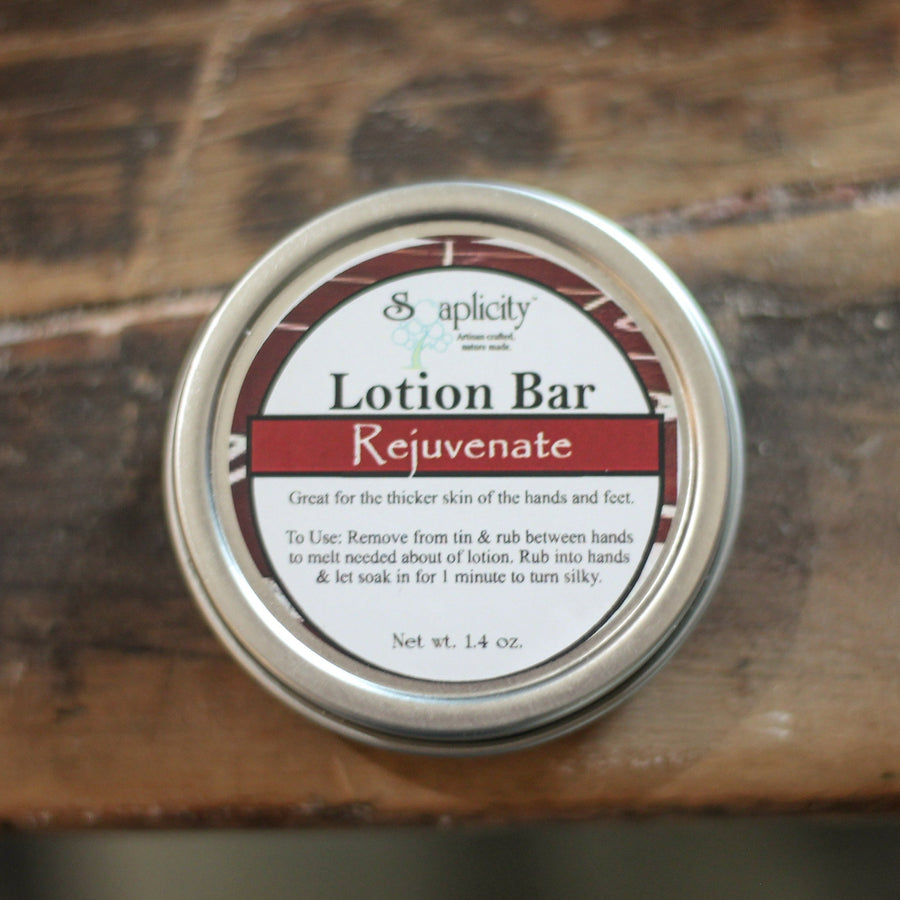 Soaplicity™
Artisan crafted,
nature made.
Lotion Bar
Rejuvenate
Great for the thicker skin of the hands and feet.
To Use: Remove from tin & rub between hands
to melt needed about of lotion. Rub into hands
& let soak in for 1 minute to turn silky.
Net wt. 1.4 oz.